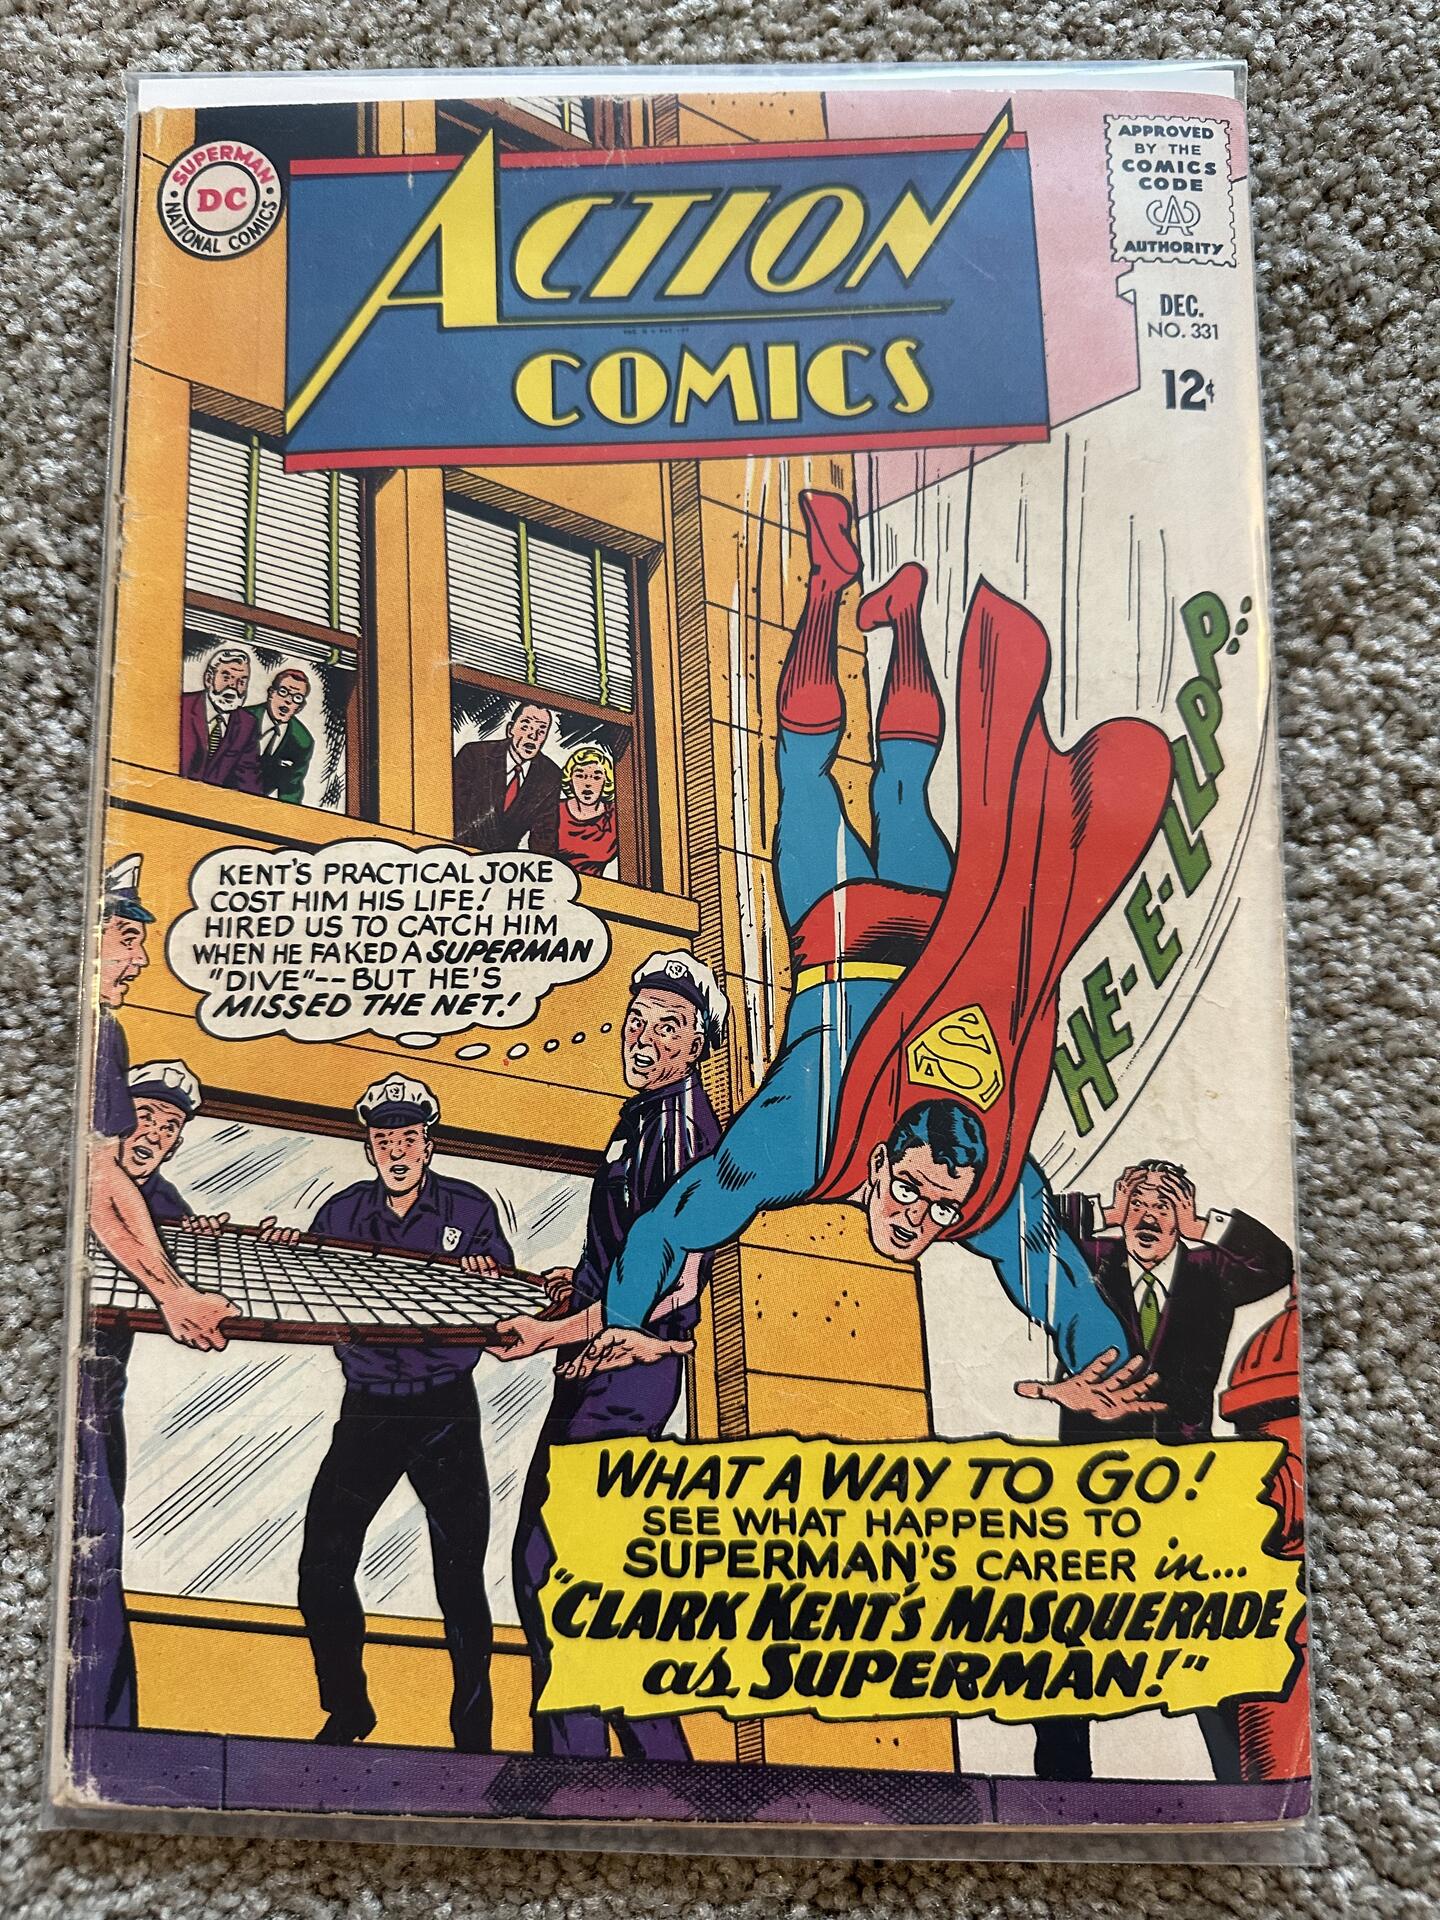 SUPERMAN
DC
NATIONAL COMICS
ACTION
COMICS
APPROVED
BY THE
COMICS
CODE
CA
AUTHORITY
DEC.
NO. 331
12¢
HE-E-LLPP
KENT'S PRACTICAL JOKE
COST HIM HIS LIFE! HE
HIRED US TO CATCH HIM
WHEN HE FAKED A SUPERMAN
"DIVE"--BUT HE'S
MISSED THE NET!
S
WHAT A WAY TO GO!
SEE WHAT HAPPENS TO
SUPERMAN'S CAREER in...
"CLARK KENT'S MASQUERADE
as SUPERMAN!"